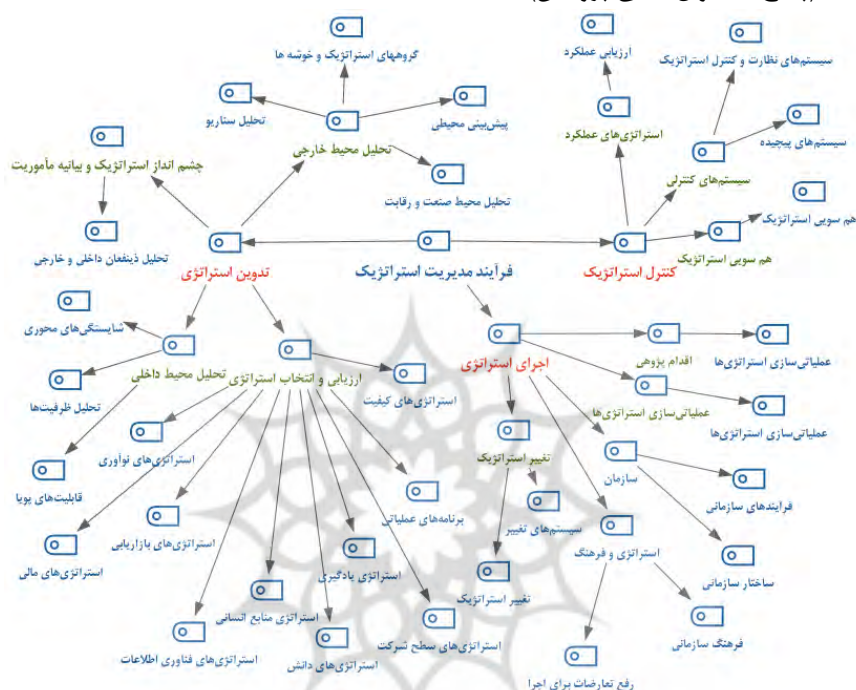 ارزیابی عملکرد
گروههای استراتژیک و خوشه ها
سیستم‌های نظارت و کنترل استراتژیک
تحلیل سناریو
پیش‌بینی محیطی
استراتژی‌های عملکرد
سیستم‌های پیچیده
تحلیل محیط خارجی
چشم انداز استراتژیک و بیانیه مأموریت
سیستم‌های کنترلی
تحلیل محیط صنعت و رقابت
هم سویی استراتژیک
تحلیل ذینفعان داخلی و خارجی
هم سویی استراتژیک
تدوین استراتژی
فرآیند مدیریت استراتژیک
کنترل استراتژیک
شایستگی‌های محوری
عملیاتی‌سازی استراتژی‌ها
اقدام پژوهی
اجرای استراتژی
ارزیابی و انتخاب استراتژی
تحلیل محیط داخلی
استراتژی‌های کیفیت
تحلیل ظرفیت‌ها
عملیاتی‌سازی استراتژی‌ها
عملیاتی‌سازی استراتژی‌ها
استراتژی‌های نوآوری
تغییر استراتژیک
سازمان
قابلیت‌های پویا
فرآیندهای سازمانی
برنامه‌های عملیاتی
سیستم‌های تغییر
استراتژی‌های بازاریابی
استراتژی و فرهنگ
استراتژی‌های مالی
استراتژی یادگیری
ساختار سازمانی
تغییر استراتژیک
استراتژی منابع انسانی
فرهنگ سازمانی
استراتژی‌های سطح شرکت
استراتژی‌های فناوری اطلاعات
استراتژی‌های دانش
رفع تعارضات برای اجرا